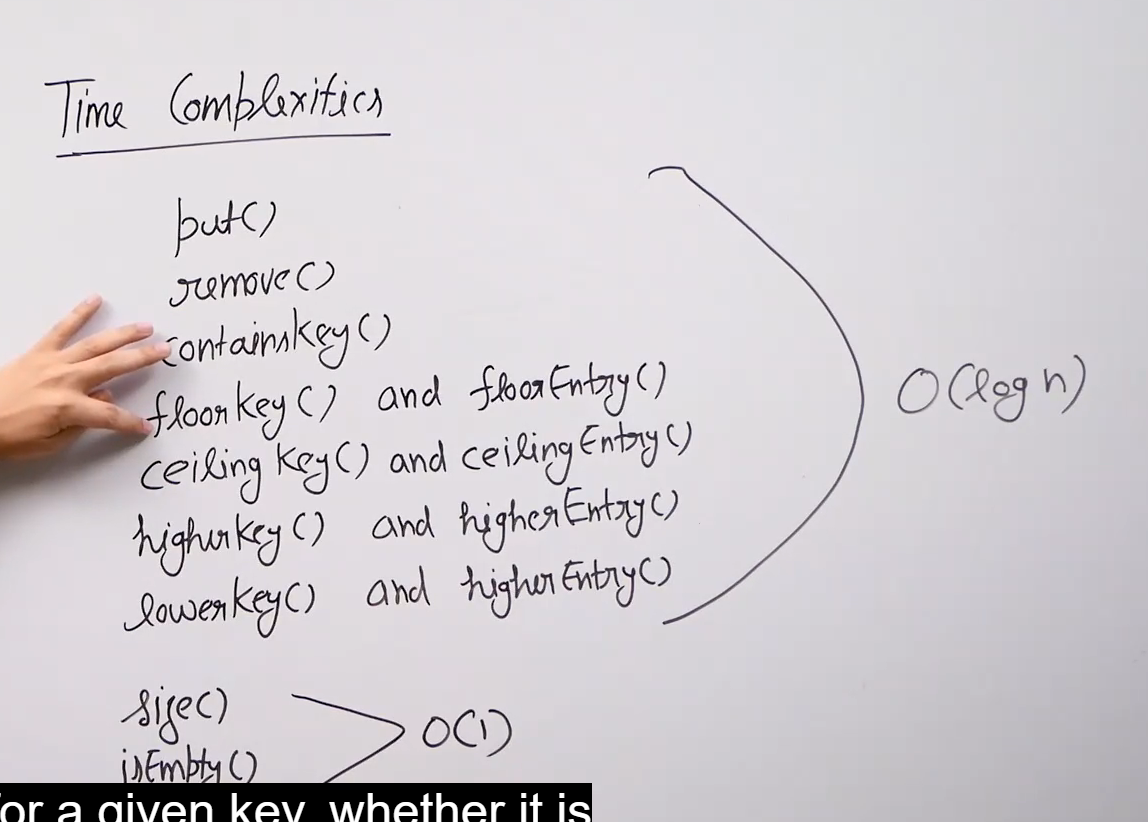 Time Complexities
put()
remove()
containsKey()
floorKey() and floorEntry()
ceilingKey() and ceilingEntry()
higherKey() and higherEntry()
lowerKey() and higherEntry()
O(log n)
size()
isEmpty()
O(1)
for a given key, whether it is